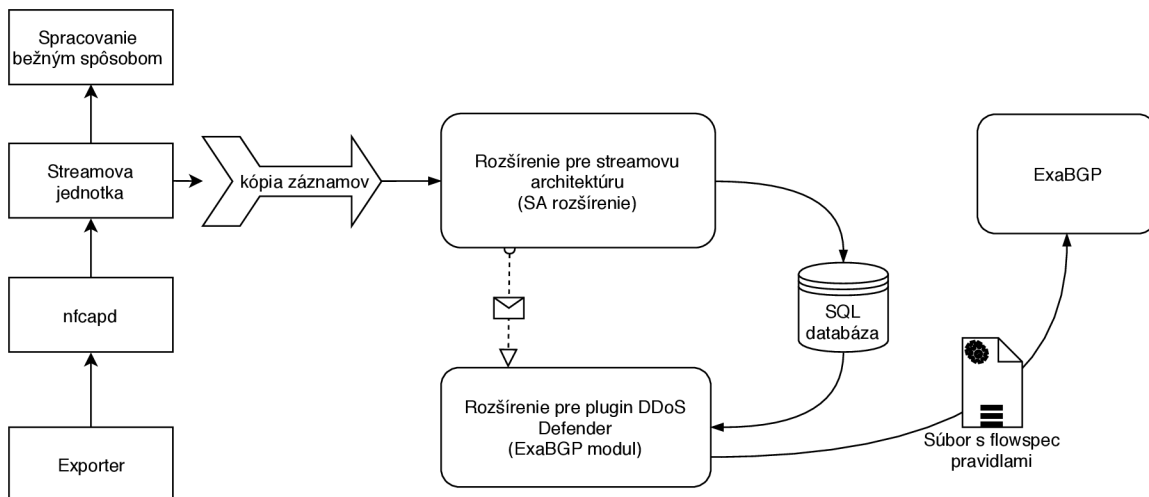 Spracovanie
bežným spôsobom
Streamova
jednotka
nfcapd
Exporter
kópia záznamov
Rozšírenie pre streamovu
architektúru
(SA rozšírenie)
SQL
databáza
Rozšírenie pre plugin DDoS
Defender
(ExaBGP modul)
ExaBGP
Súbor s flowspec
pravidlami